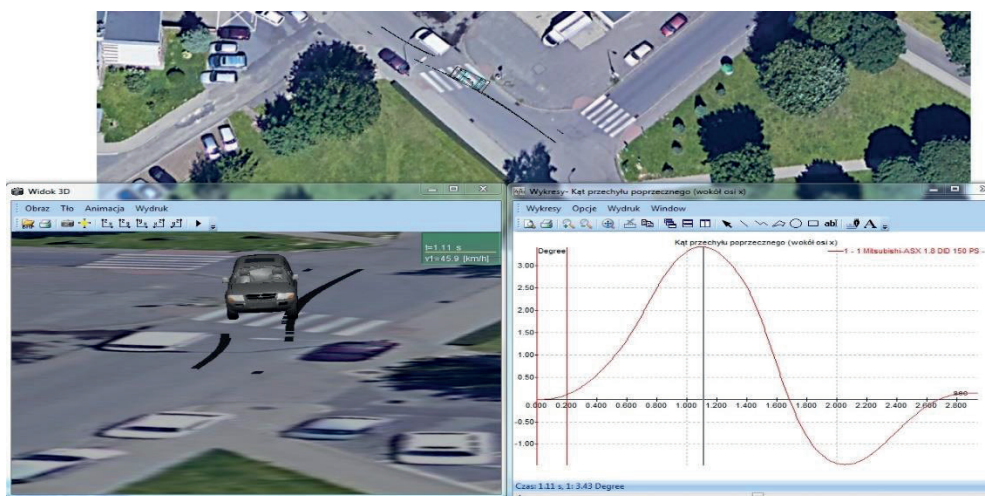 Widok 3D
Obraz Tło Animacja Wydruk
t=1.11 s
v1=45.9 [km/h]
Wykresy- Kąt przechyłu poprzecznego (wokół osi x)
Wykresy Opcje Wydruk Window
abl
A
Kąt przechyłu poprzecznego (wokół osi x)
Degree
1 - 1 Mitsubishi-ASX 1.8 DID 150 PS -
3.00
2.50
2.00
1.50
1.00
0.50
0.00
-0.50
-1.00
sec
0.000 0.200 0.400 0.600 0.800 1.000 1.200 1.400 1.600 1.800 2.000 2.200 2.400 2.600 2.800
Czas: 1.11 s, 1: 3.43 Degree